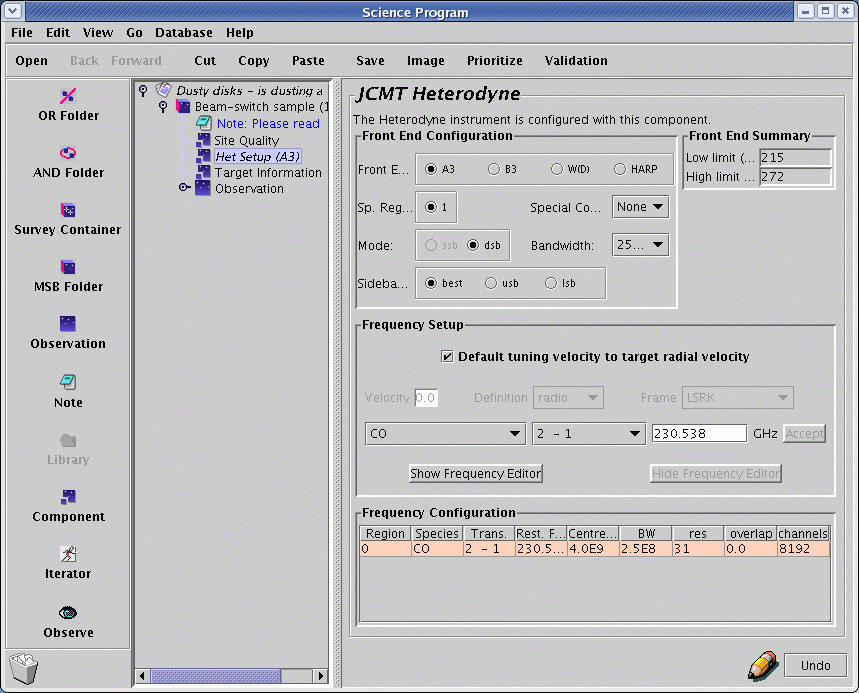 Science Program
File Edit View Go Database Help
Open Back Forward Cut Copy Paste Save Image Prioritize Validation
OR Folder
AND Folder
Survey Container
MSB Folder
Observation
Note
Library
Component
Iterator
Observe
Dusty disks - is dusting a
Beam-switch sample (1
Note: Please read
Site Quality
Het Setup (A3)
Target Information
Observation
JCMT Heterodyne
The Heterodyne instrument is configured with this component.
Front End Configuration
Front E... A3 B3 W(D) HARP
Sp. Reg... 1 Special Co... None
Mode: ssb dsb Bandwidth: 25...
Sideba... best usb lsb
Front End Summary
Low limit (... 215
High limit ... 272
Frequency Setup
Default tuning velocity to target radial velocity
Velocity 0.0 Definition radio Frame LSRK
CO 2 - 1 230.538 GHz Accept
Show Frequency Editor Hide Frequency Editor
Frequency Configuration
Region Species Trans. Rest. F... Centre... BW res overlap channels
0 CO 2 - 1 230.5... 4.0E9 2.5E8 31 0.0 8192
Undo